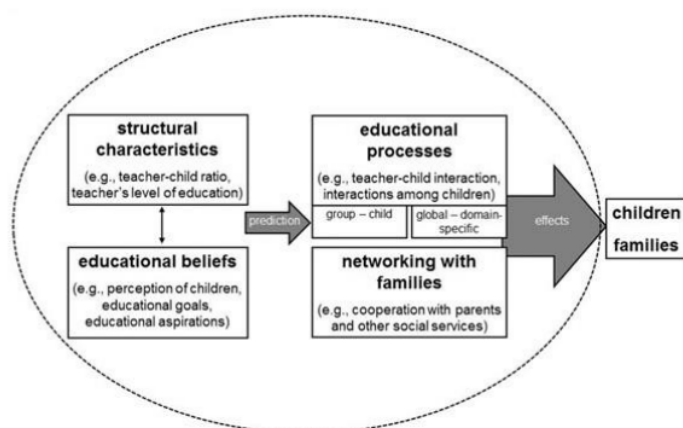 structural
characteristics
(e.g., teacher-child ratio,
teacher's level of education)
educational beliefs
(e.g., perception of children,
educational goals,
educational aspirations)
prediction
educational
processes
(e.g., teacher-child interaction,
interactions among children)
group – child
global – domain-
specific
networking with
families
(e.g., cooperation with parents
and other social services)
effects
children
families